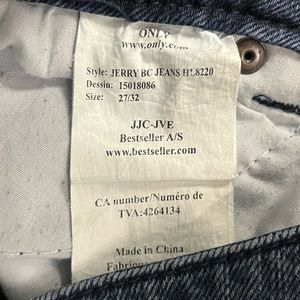 ONLY
www.only.com
Style: JERRY BC JEANS HL8220
Dessin: 15018086
Size: 27/32
JJC-JVE
Bestseller A/S
www.bestseller.com
CA number/Numéro de
TVA:4264134
Made in China